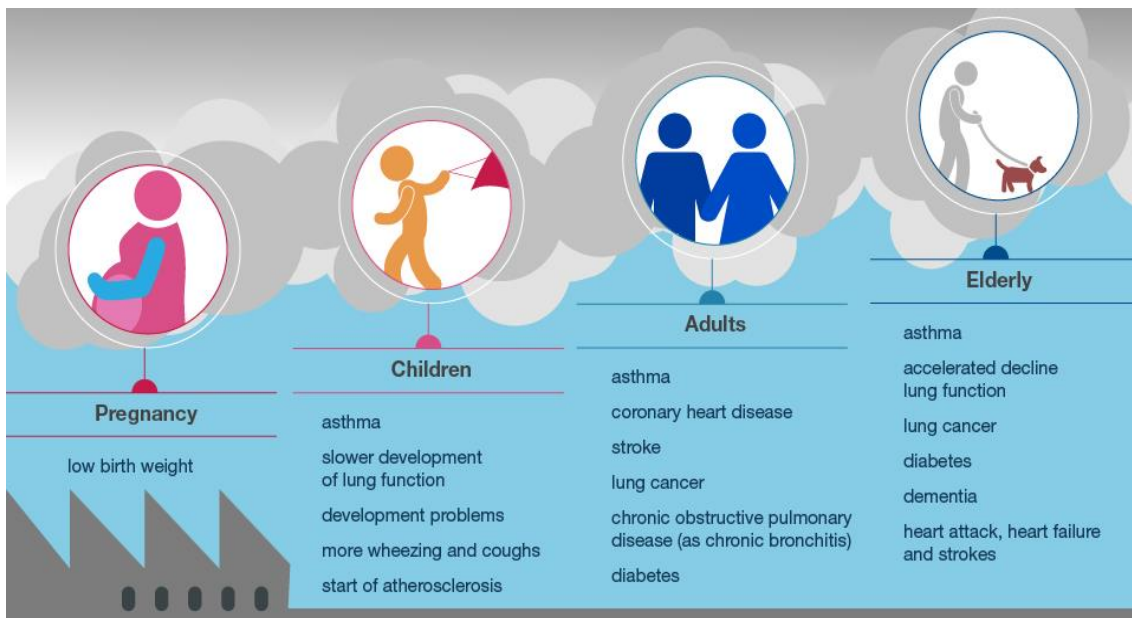 Pregnancy
low birth weight
Children
asthma
slower development
of lung function
development problems
more wheezing and coughs
start of atherosclerosis
Adults
asthma
coronary heart disease
stroke
lung cancer
chronic obstructive pulmonary
disease (as chronic bronchitis)
diabetes
Elderly
asthma
accelerated decline
lung function
lung cancer
diabetes
dementia
heart attack, heart failure
and strokes